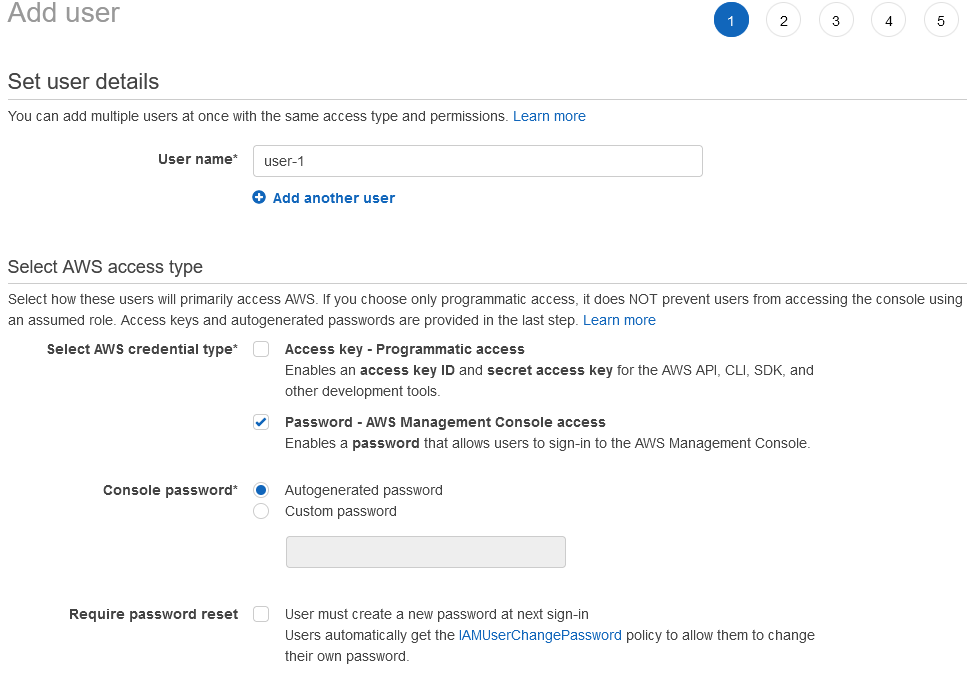 Add user
1 2 3 4 5
Set user details
You can add multiple users at once with the same access type and permissions. Learn more
User name* user-1
Add another user
Select AWS access type
Select how these users will primarily access AWS. If you choose only programmatic access, it does NOT prevent users from accessing the console using
an assumed role. Access keys and autogenerated passwords are provided in the last step. Learn more
Select AWS credential type* Access key - Programmatic access
Enables an access key ID and secret access key for the AWS API, CLI, SDK, and
other development tools.
Password - AWS Management Console access
Enables a password that allows users to sign-in to the AWS Management Console.
Console password* Autogenerated password
Custom password
Require password reset User must create a new password at next sign-in
Users automatically get the IAMUserChangePassword policy to allow them to change
their own password.